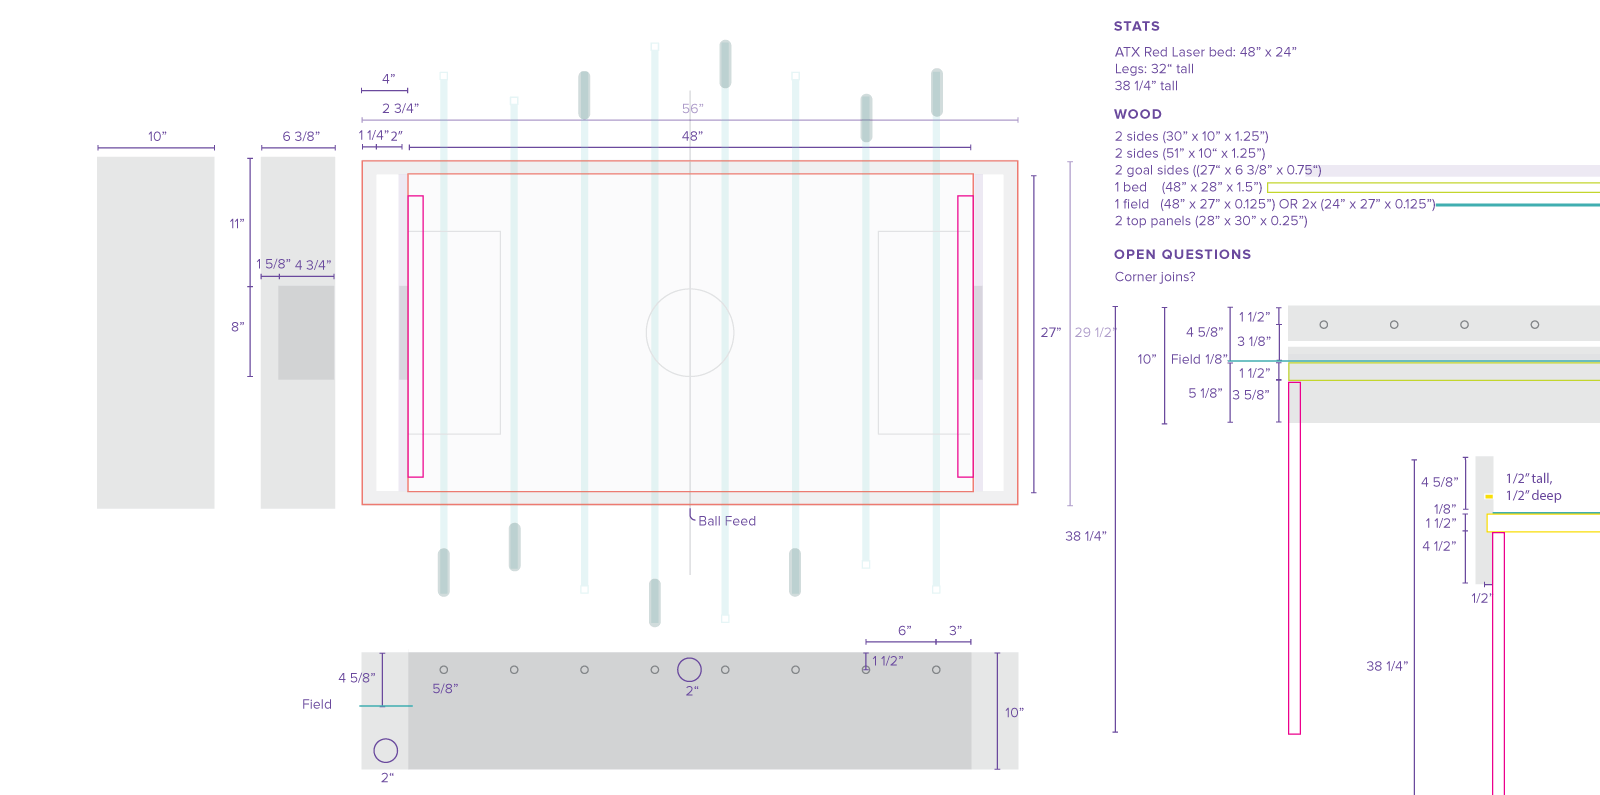 STATS
ATX Red Laser bed: 48” x 24”
Legs: 32“ tall
38 1/4” tall
WOOD
2 sides (30” x 10” x 1.25”)
2 sides (51” x 10“ x 1.25”)
2 goal sides ((27“ x 6 3/8” x 0.75“)
1 bed (48” x 28” x 1.5”)
1 field (48” x 27” x 0.125”) OR 2x (24” x 27” x 0.125”)
2 top panels (28” x 30” x 0.25”)
OPEN QUESTIONS
Corner joins?
4”
2 3/4”
56”
10”
6 3/8”
1 1/4” 2”
48”
11”
1 5/8” 4 3/4”
8”
27”
29 1/2”
Ball Feed
38 1/4”
10”
4 5/8”
1 1/2”
3 1/8”
Field 1/8”
1 1/2”
5 1/8”
3 5/8”
4 5/8”
1/2” tall,
1/2” deep
1/8”
1 1/2”
4 1/2”
1/2”
38 1/4”
6”
3”
1 1/2”
4 5/8”
5/8”
2“
Field
10”
2“